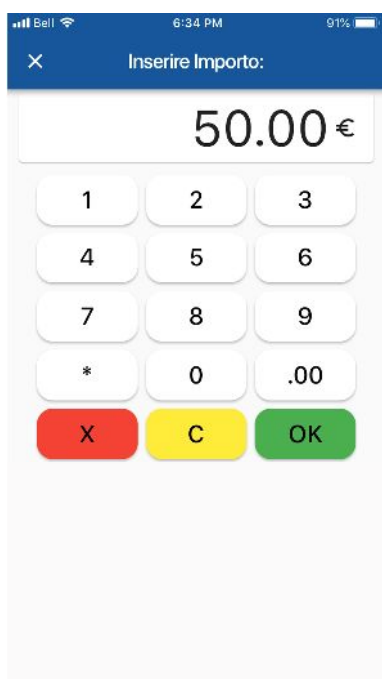 Bell 6:34 PM 91%
× Inserire Importo:
50.00 €
1 2 3
4 5 6
7 8 9
* 0 .00
X C OK